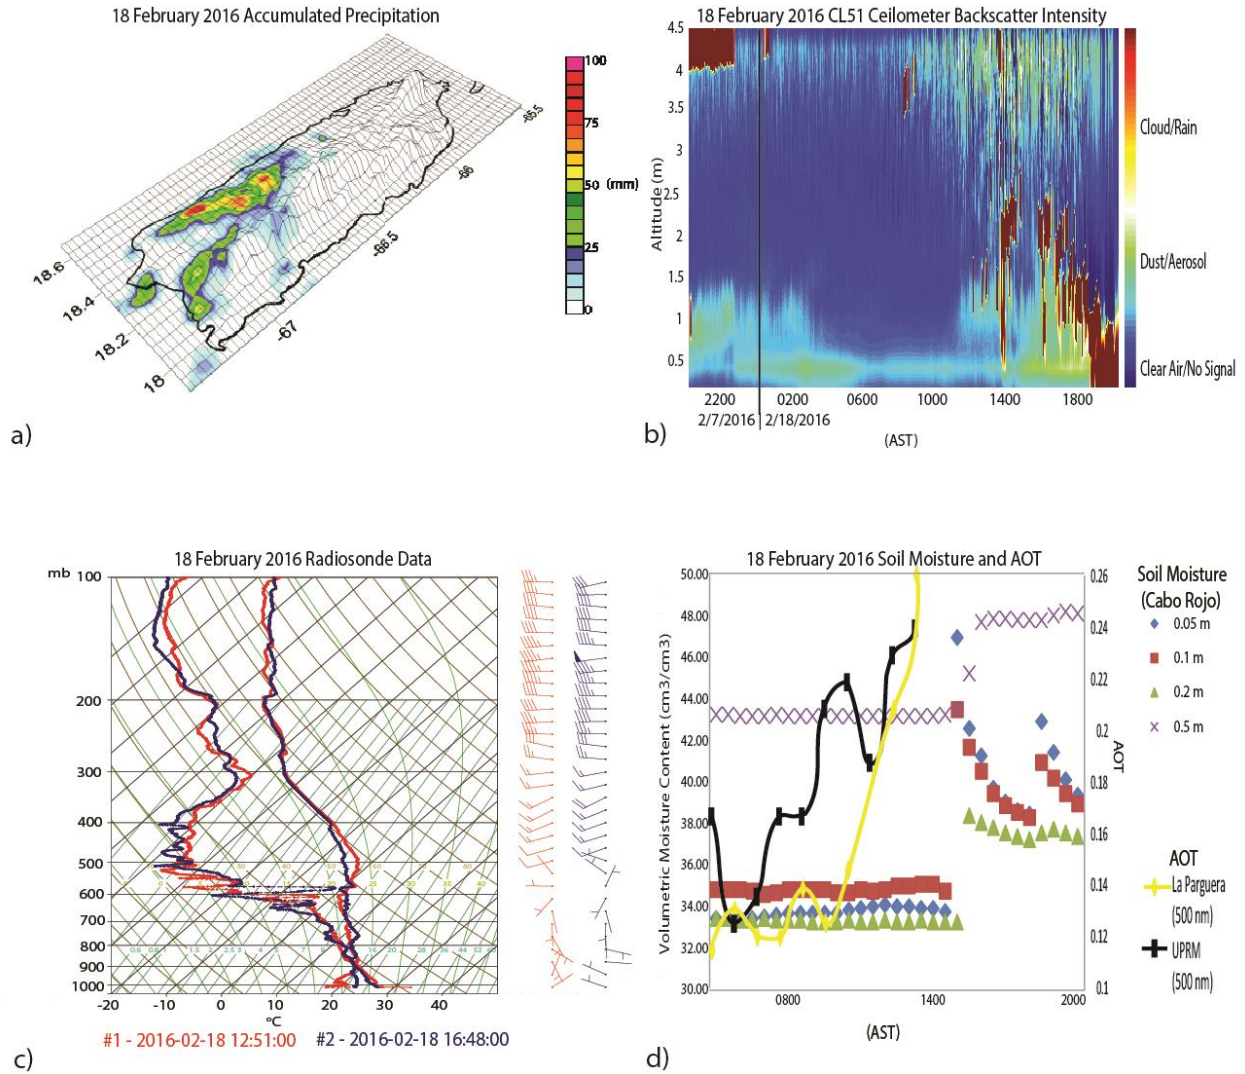 18 February 2016 Accumulated Precipitation
100
75
50 (mm)
25
0
18.6
18.4
18.2
18
-67
-66.5
-66
-65.5
a)
18 February 2016 CL51 Ceilometer Backscatter Intensity
Altitude (m)
4.5
4
3.5
3
2.5
2
1.5
1
0.5
Cloud/Rain
Dust/Aerosol
Clear Air/No Signal
2200 0200 0600 1000 1400 1800
2/7/2016 2/18/2016
(AST)
b)
18 February 2016 Radiosonde Data
mb
100
200
300
400
500
600
700
800
900
1000
-20 -10 0 10 20 30 40
°C
#1 - 2016-02-18 12:51:00 #2 - 2016-02-18 16:48:00
c)
18 February 2016 Soil Moisture and AOT
Volumetric Moisture Content (cm3/cm3)
50.00
48.00
46.00
44.00
42.00
40.00
38.00
36.00
34.00
32.00
30.00
0.26
0.24
0.22
0.2
0.18
0.16
0.14
0.12
0.1
AOT
0800 1400 2000
(AST)
Soil Moisture
(Cabo Rojo)
0.05 m
0.1 m
0.2 m
0.5 m
AOT
La Parguera
(500 nm)
UPRM
(500 nm)
d)